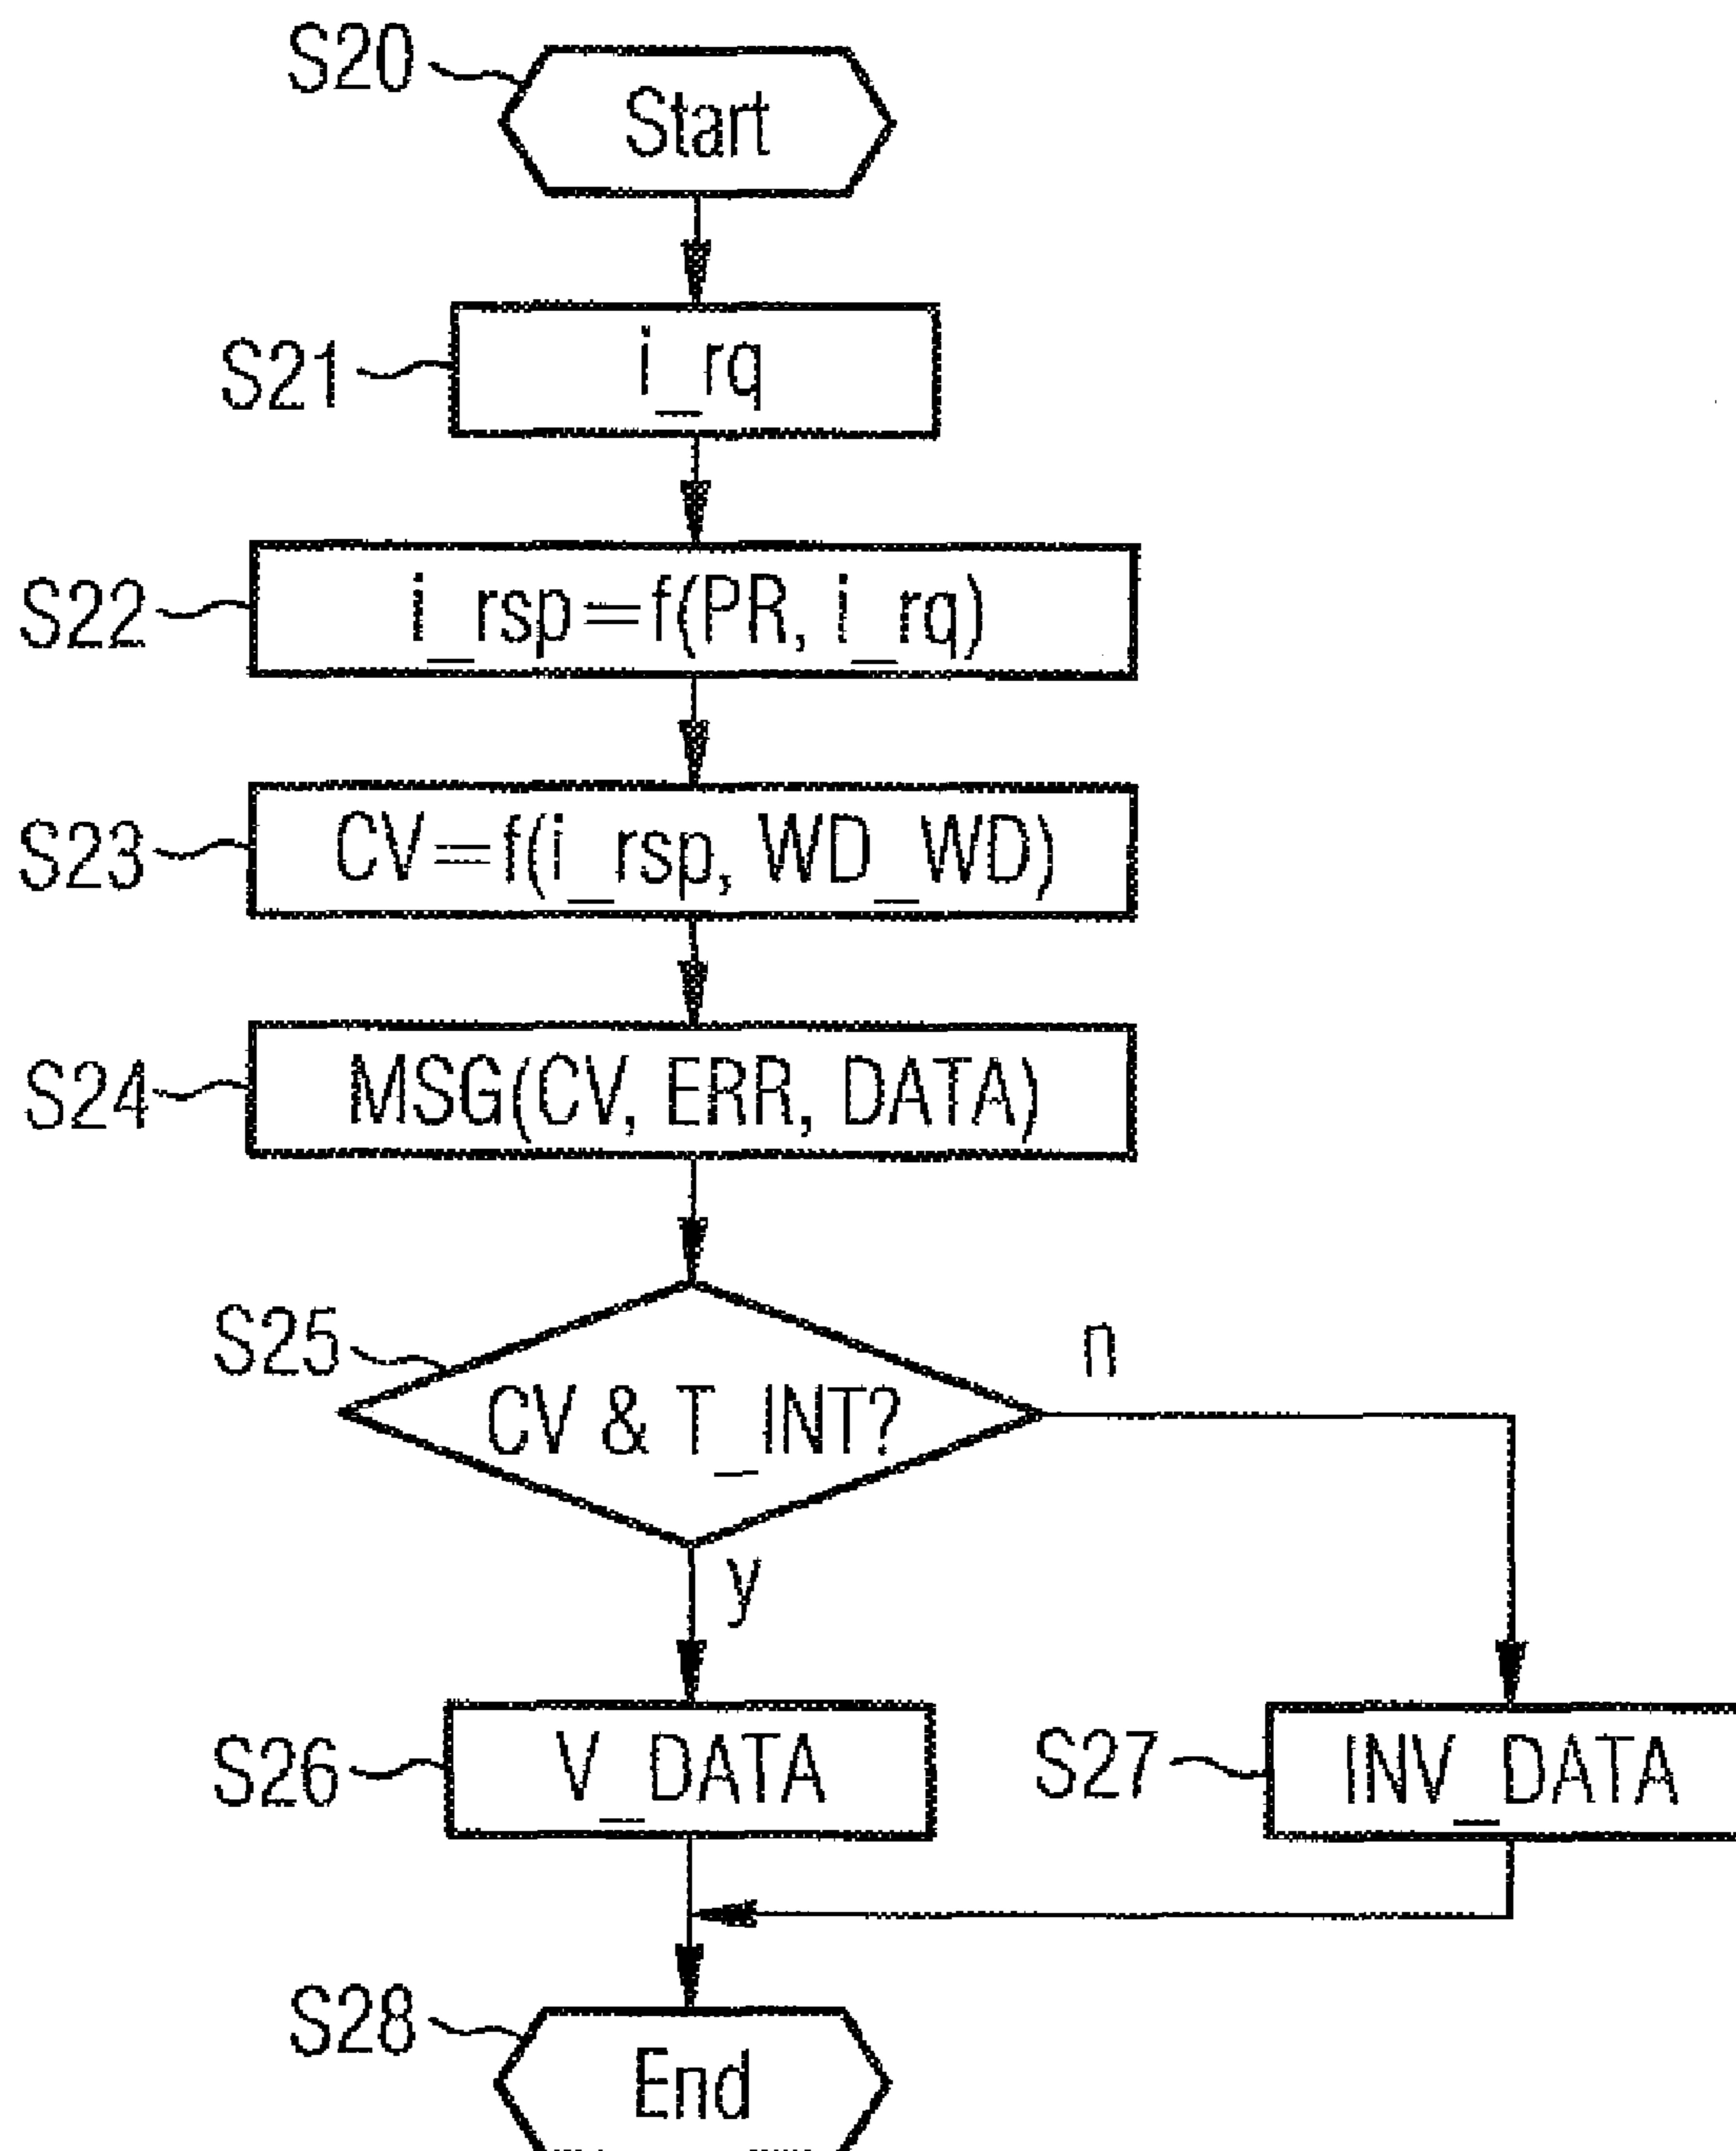 S20
Start
S21
i_rq
S22
i_rsp=f(PR, i_rq)
S23
CV=f(i_rsp, WD_WD)
S24
MSG(CV, ERR, DATA)
S25
CV & T_INT?
n
y
S26
V_DATA
S27
INV_DATA
S28
End